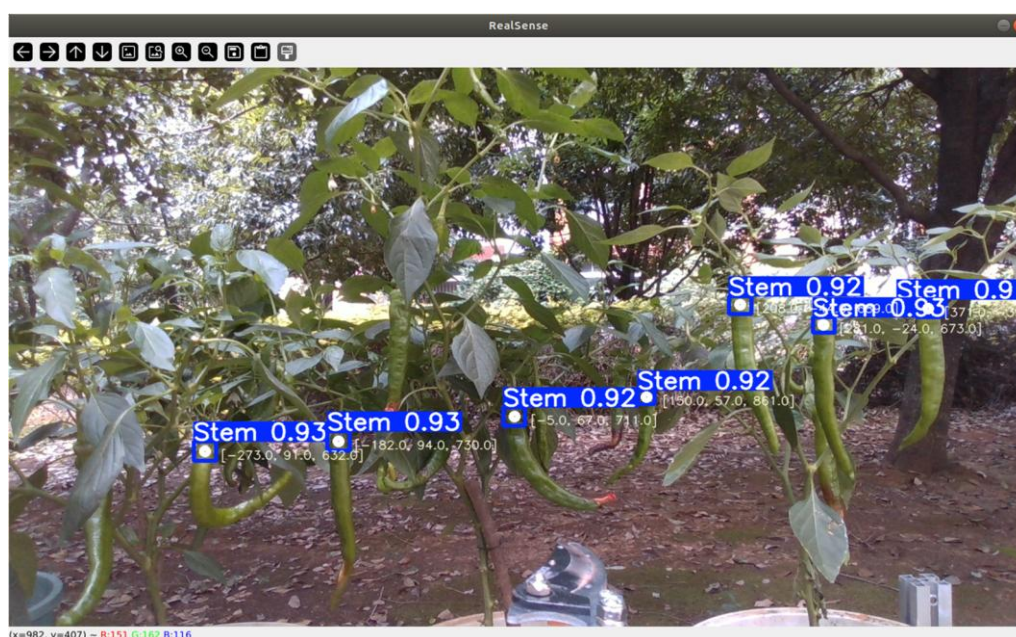 RealSense
Stem 0.92
Stem 0.9
Stem 0.93
[281.0, -24.0, 673.0]
Stem 0.92
[150.0, 57.0, 861.0]
Stem 0.92
[-5.0, 67.0, 711.0]
Stem 0.93
[-182.0, 94.0, 730.0]
Stem 0.93
[-273.0, 91.0, 632.0]
(x=982, y=407) ~ R:151 G:162 B:116